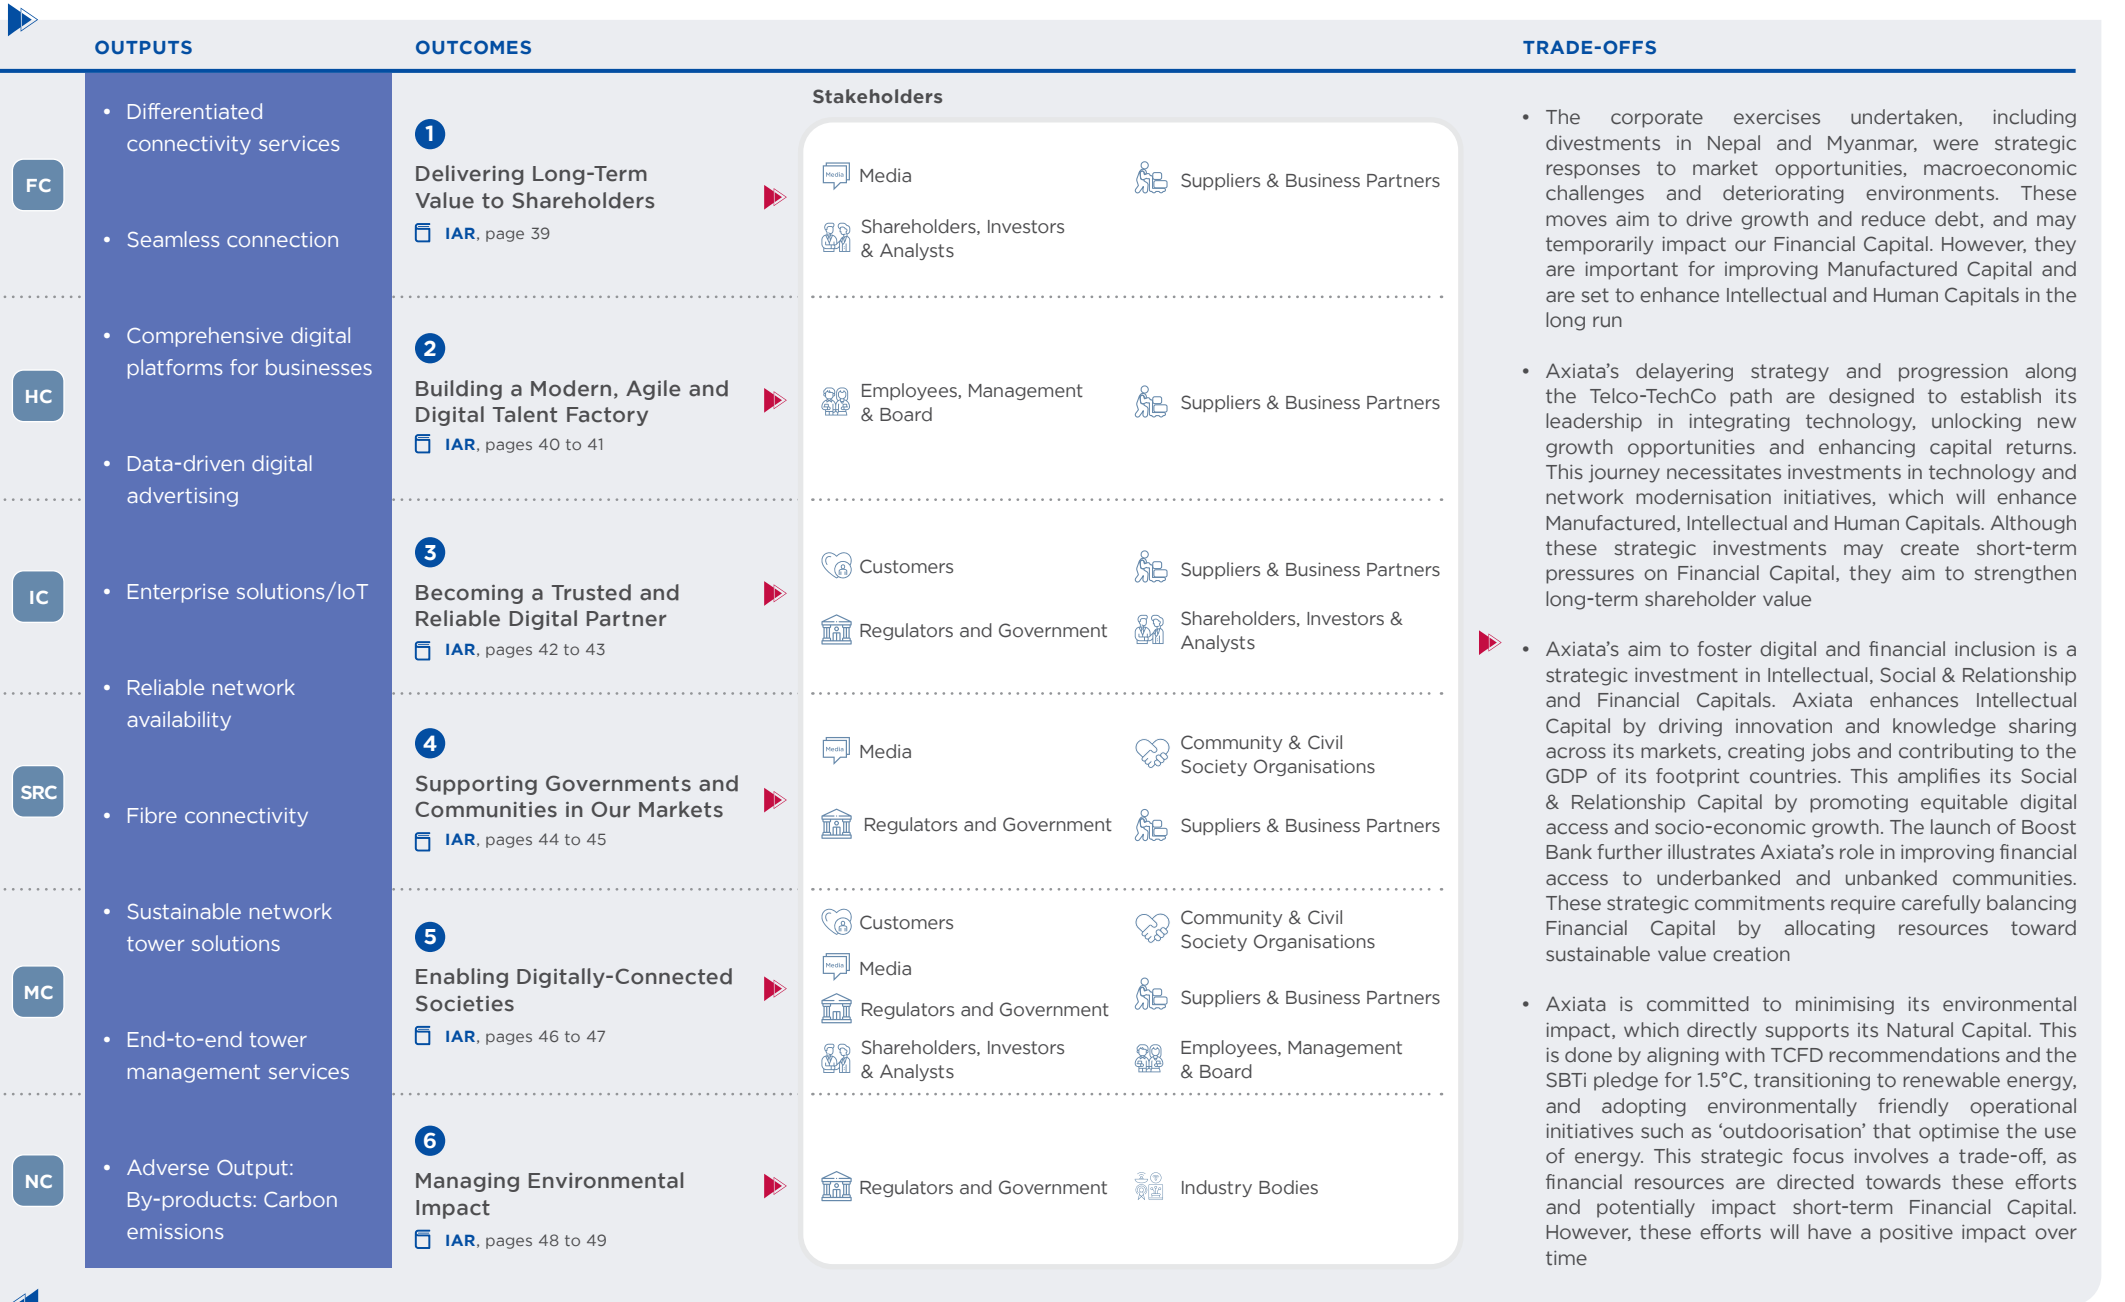 OUTPUTS
OUTCOMES
TRADE-OFFS
FC
HC
IC
SRC
MC
NC
• Differentiated
connectivity services
• Seamless connection
• Comprehensive digital
platforms for businesses
• Data-driven digital
advertising
• Enterprise solutions/IoT
• Reliable network
availability
• Fibre connectivity
• Sustainable network
tower solutions
• End-to-end tower
management services
• Adverse Output:
By-products: Carbon
emissions
1
Delivering Long-Term
Value to Shareholders
IAR, page 39
2
Building a Modern, Agile and
Digital Talent Factory
IAR, pages 40 to 41
3
Becoming a Trusted and
Reliable Digital Partner
IAR, pages 42 to 43
4
Supporting Governments and
Communities in Our Markets
IAR, pages 44 to 45
5
Enabling Digitally-Connected
Societies
IAR, pages 46 to 47
6
Managing Environmental
Impact
IAR, pages 48 to 49
Stakeholders
Media
Media
Suppliers & Business Partners
Shareholders, Investors
& Analysts
Employees, Management
& Board
Suppliers & Business Partners
Customers
Suppliers & Business Partners
Regulators and Government
Shareholders, Investors &
Analysts
Media
Media
Community & Civil
Society Organisations
Regulators and Government
Suppliers & Business Partners
Customers
Community & Civil
Society Organisations
Media
Media
Regulators and Government
Suppliers & Business Partners
Shareholders, Investors
& Analysts
Employees, Management
& Board
Regulators and Government
Industry Bodies
• The corporate exercises undertaken, including
divestments in Nepal and Myanmar, were strategic
responses to market opportunities, macroeconomic
challenges and deteriorating environments. These
moves aim to drive growth and reduce debt, and may
temporarily impact our Financial Capital. However, they
are important for improving Manufactured Capital and
are set to enhance Intellectual and Human Capitals in the
long run
• Axiata’s delayering strategy and progression along
the Telco-TechCo path are designed to establish its
leadership in integrating technology, unlocking new
growth opportunities and enhancing capital returns.
This journey necessitates investments in technology and
network modernisation initiatives, which will enhance
Manufactured, Intellectual and Human Capitals. Although
these strategic investments may create short-term
pressures on Financial Capital, they aim to strengthen
long-term shareholder value
• Axiata’s aim to foster digital and financial inclusion is a
strategic investment in Intellectual, Social & Relationship
and Financial Capitals. Axiata enhances Intellectual
Capital by driving innovation and knowledge sharing
across its markets, creating jobs and contributing to the
GDP of its footprint countries. This amplifies its Social
& Relationship Capital by promoting equitable digital
access and socio-economic growth. The launch of Boost
Bank further illustrates Axiata’s role in improving financial
access to underbanked and unbanked communities.
These strategic commitments require carefully balancing
Financial Capital by allocating resources toward
sustainable value creation
• Axiata is committed to minimising its environmental
impact, which directly supports its Natural Capital. This
is done by aligning with TCFD recommendations and the
SBTi pledge for 1.5°C, transitioning to renewable energy,
and adopting environmentally friendly operational
initiatives such as ‘outdoorisation’ that optimise the use
of energy. This strategic focus involves a trade-off, as
financial resources are directed towards these efforts
and potentially impact short-term Financial Capital.
However, these efforts will have a positive impact over
time